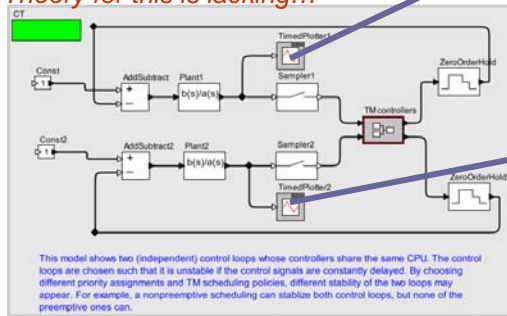 Theory for this is lacking...
CT
TimedPlotter1
ZeroOrderHold
Const
AddSubtract
Plant1
Sampler1
1
+
−
b(s)/a(s)
TM controllers
Const2
AddSubtract2
Plant2
Sampler2
1
+
−
b(s)/a(s)
TimedPlotter2
ZeroOrderHold
This model shows two (independent) control loops whose controllers share the same CPU. The control
loops are chosen such that it is unstable if the control signals are constantly delayed. By choosing
different priority assignments and TM scheduling policies, different stability of the two loops may
appear. For example, a nonpreemptive scheduling can stablize both control loops, but none of the
preemptive ones can.